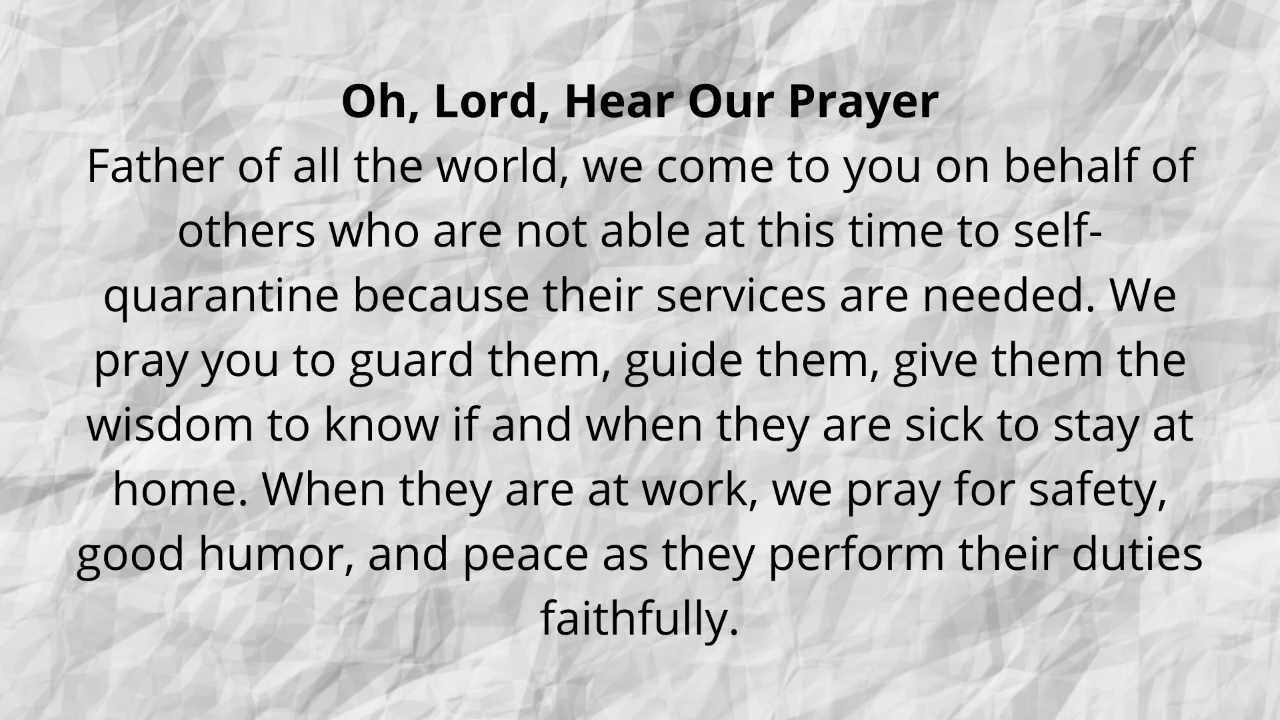 Oh, Lord, Hear Our Prayer
Father of all the world, we come to you on behalf of
others who are not able at this time to self-
quarantine because their services are needed. We
pray you to guard them, guide them, give them the
wisdom to know if and when they are sick to stay at
home. When they are at work, we pray for safety,
good humor, and peace as they perform their duties
faithfully.